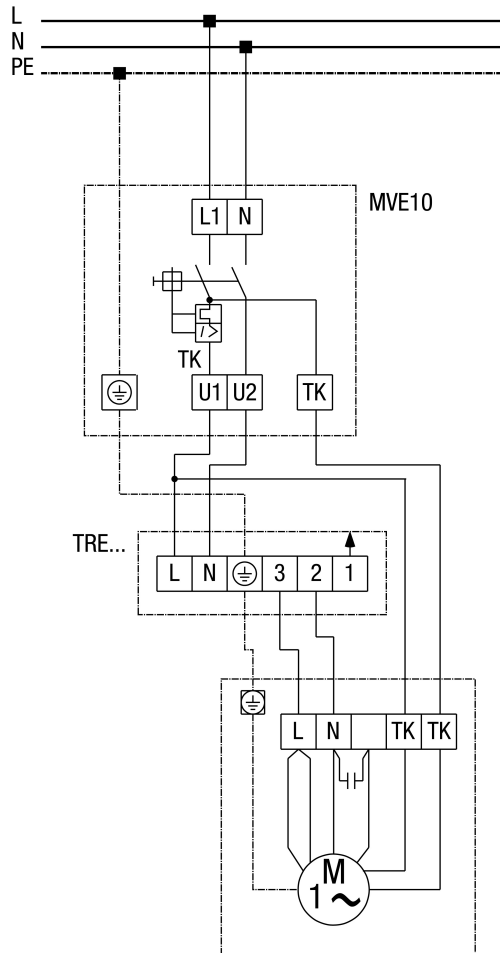 L
N
PE
MVE10
L1 N
TK
U1 U2 TK
TRE...
L N 3 2 1
L N TK TK
M
1 ~